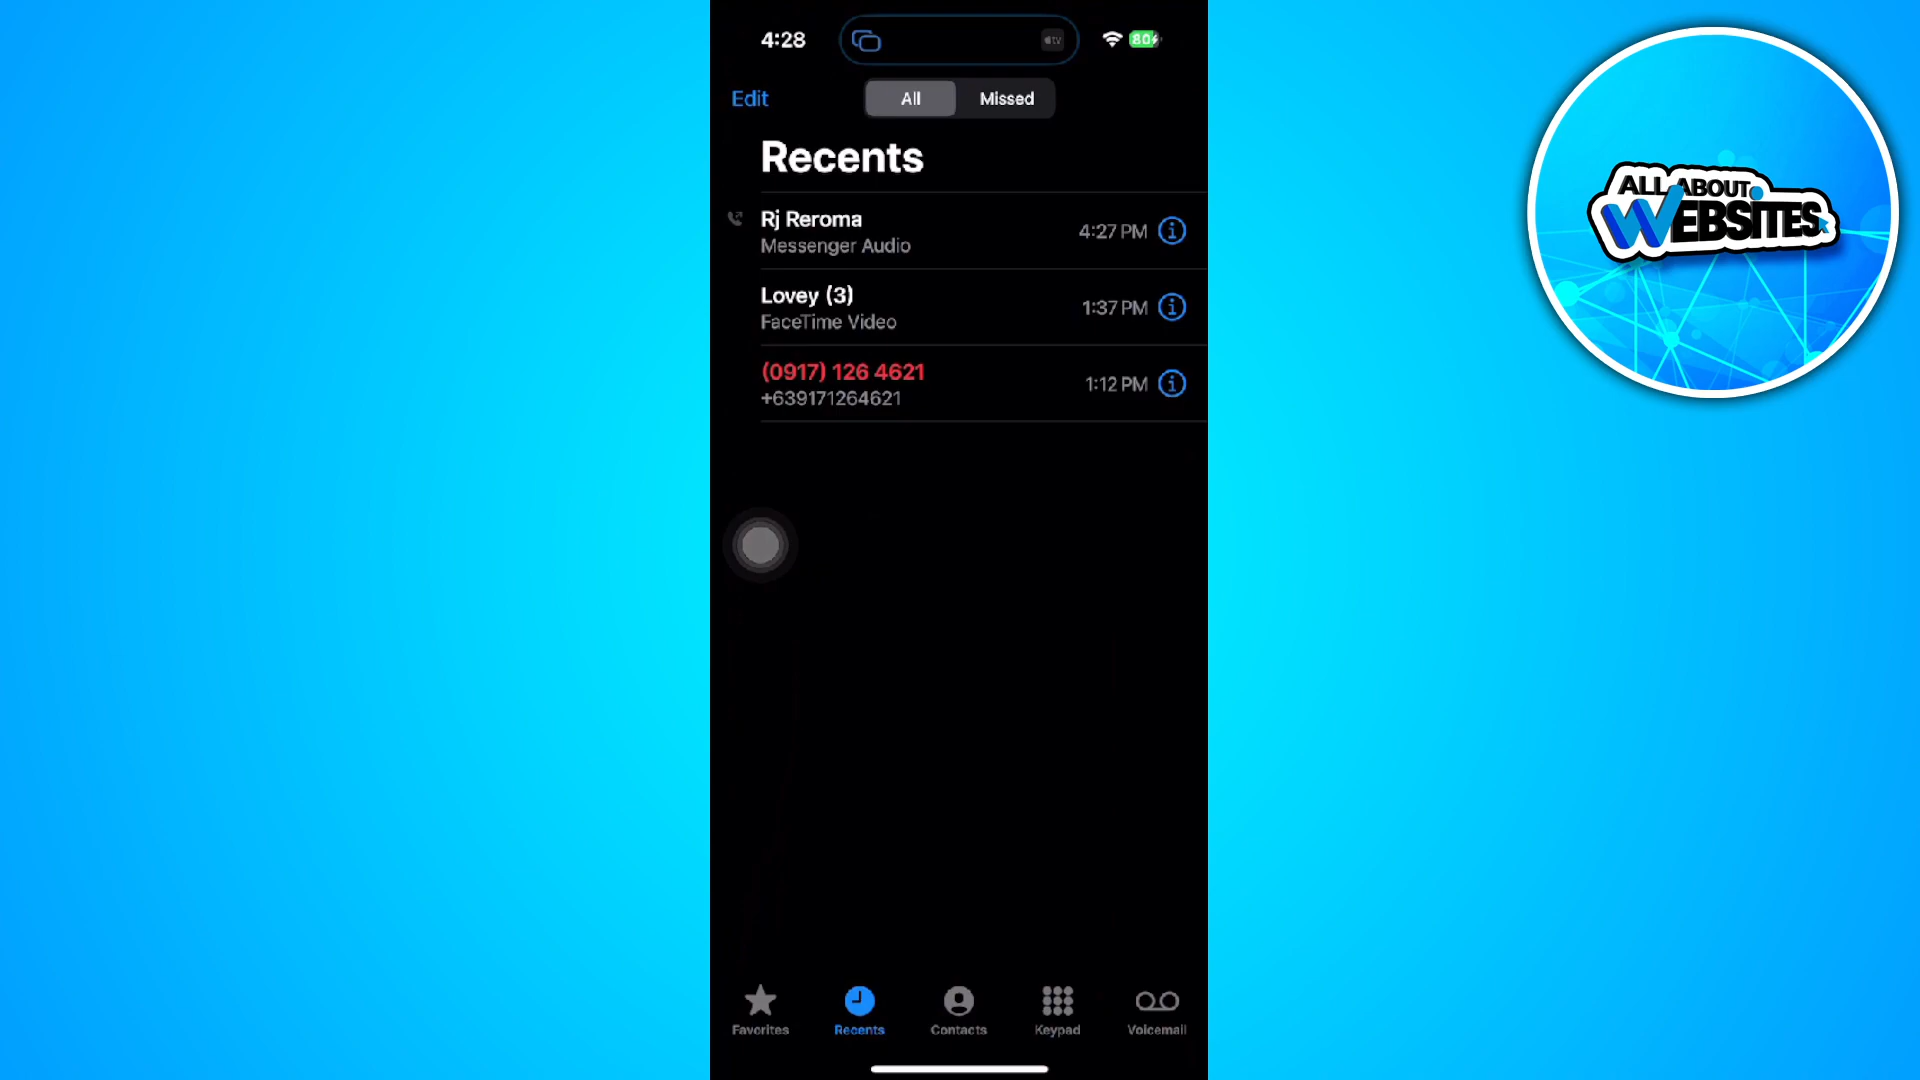 4:28
tv
80
Edit
All
Missed
Recents
Rj Reroma
Messenger Audio
4:27 PM
Lovey (3)
FaceTime Video
1:37 PM
(0917) 126 4621
+639171264621
1:12 PM
Favorites
Recents
Contacts
Keypad
Voicemail
ALL ABOUT
WEBSITES